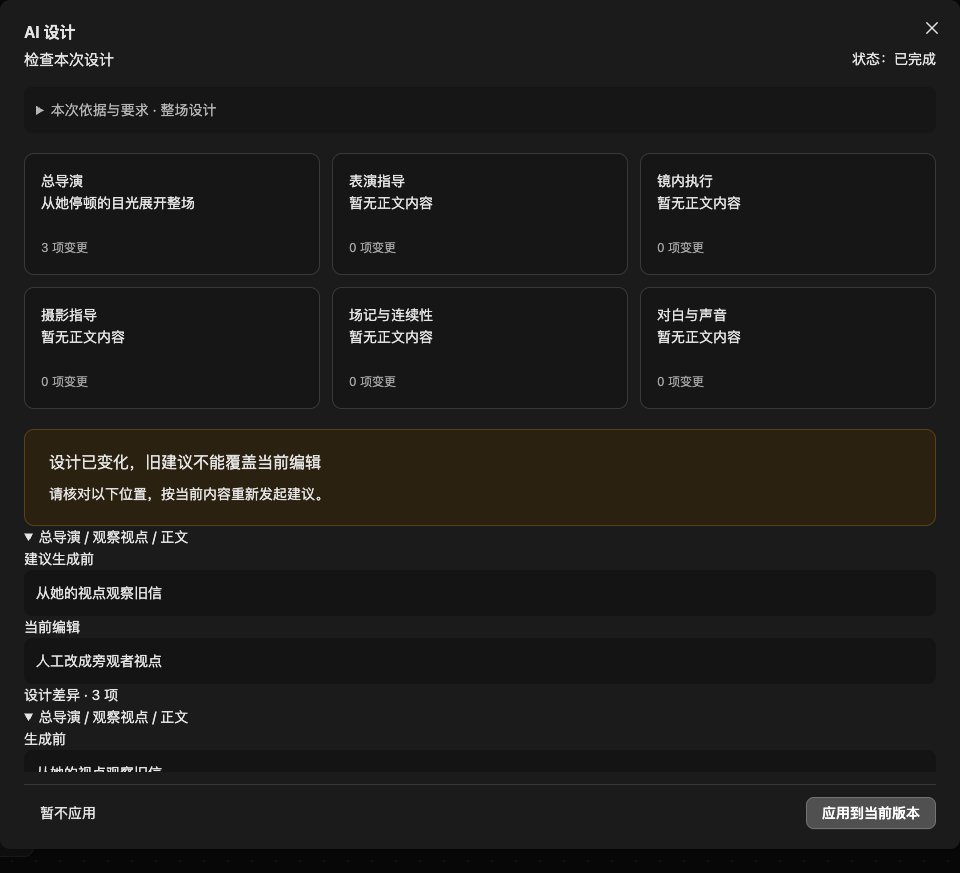 AI 设计
检查本次设计
状态：已完成
本次依据与要求 · 整场设计
总导演
从她停顿的目光展开整场
3 项变更
表演指导
暂无正文内容
0 项变更
镜内执行
暂无正文内容
0 项变更
摄影指导
暂无正文内容
0 项变更
场记与连续性
暂无正文内容
0 项变更
对白与声音
暂无正文内容
0 项变更
设计已变化，旧建议不能覆盖当前编辑
请核对以下位置，按当前内容重新发起建议。
总导演 / 观察视点 / 正文
建议生成前
从她的视点观察旧信
当前编辑
人工改成旁观者视点
设计差异 · 3 项
总导演 / 观察视点 / 正文
生成前
从她的视点观察旧信
暂不应用
应用到当前版本